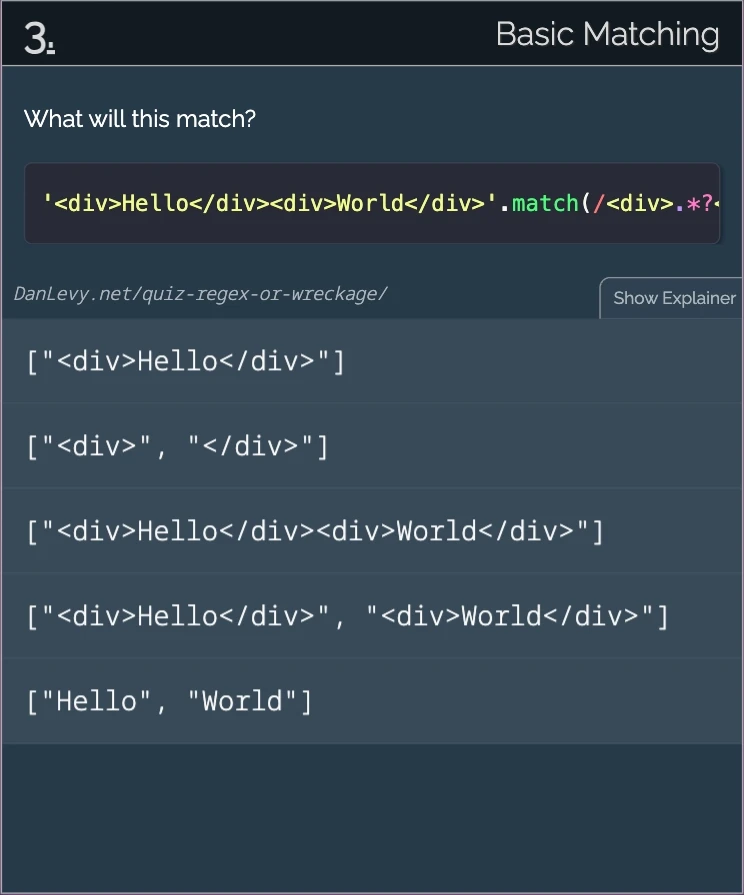 3.
Basic Matching
What will this match?
'<div>Hello</div><div>World</div>'.match(/<div>.*?<
DanLevy.net/quiz-regex-or-wreckage/
Show Explainer
["<div>Hello</div>"]
["<div>", "</div>"]
["<div>Hello</div><div>World</div>"]
["<div>Hello</div>", "<div>World</div>"]
["Hello", "World"]